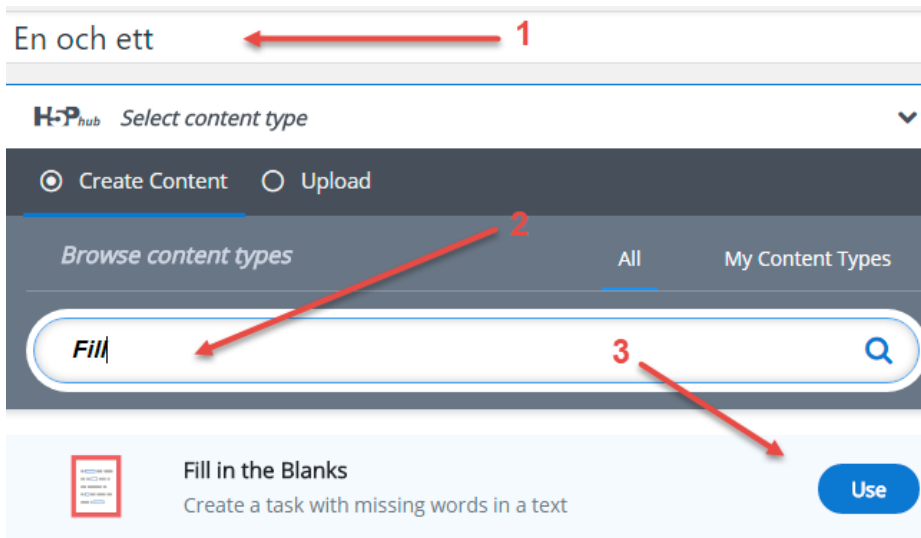 En och ett 1
H5P hub Select content type
Create Content Upload
2
Browse content types All My Content Types
Fill
3
Fill in the Blanks
Create a task with missing words in a text
Use